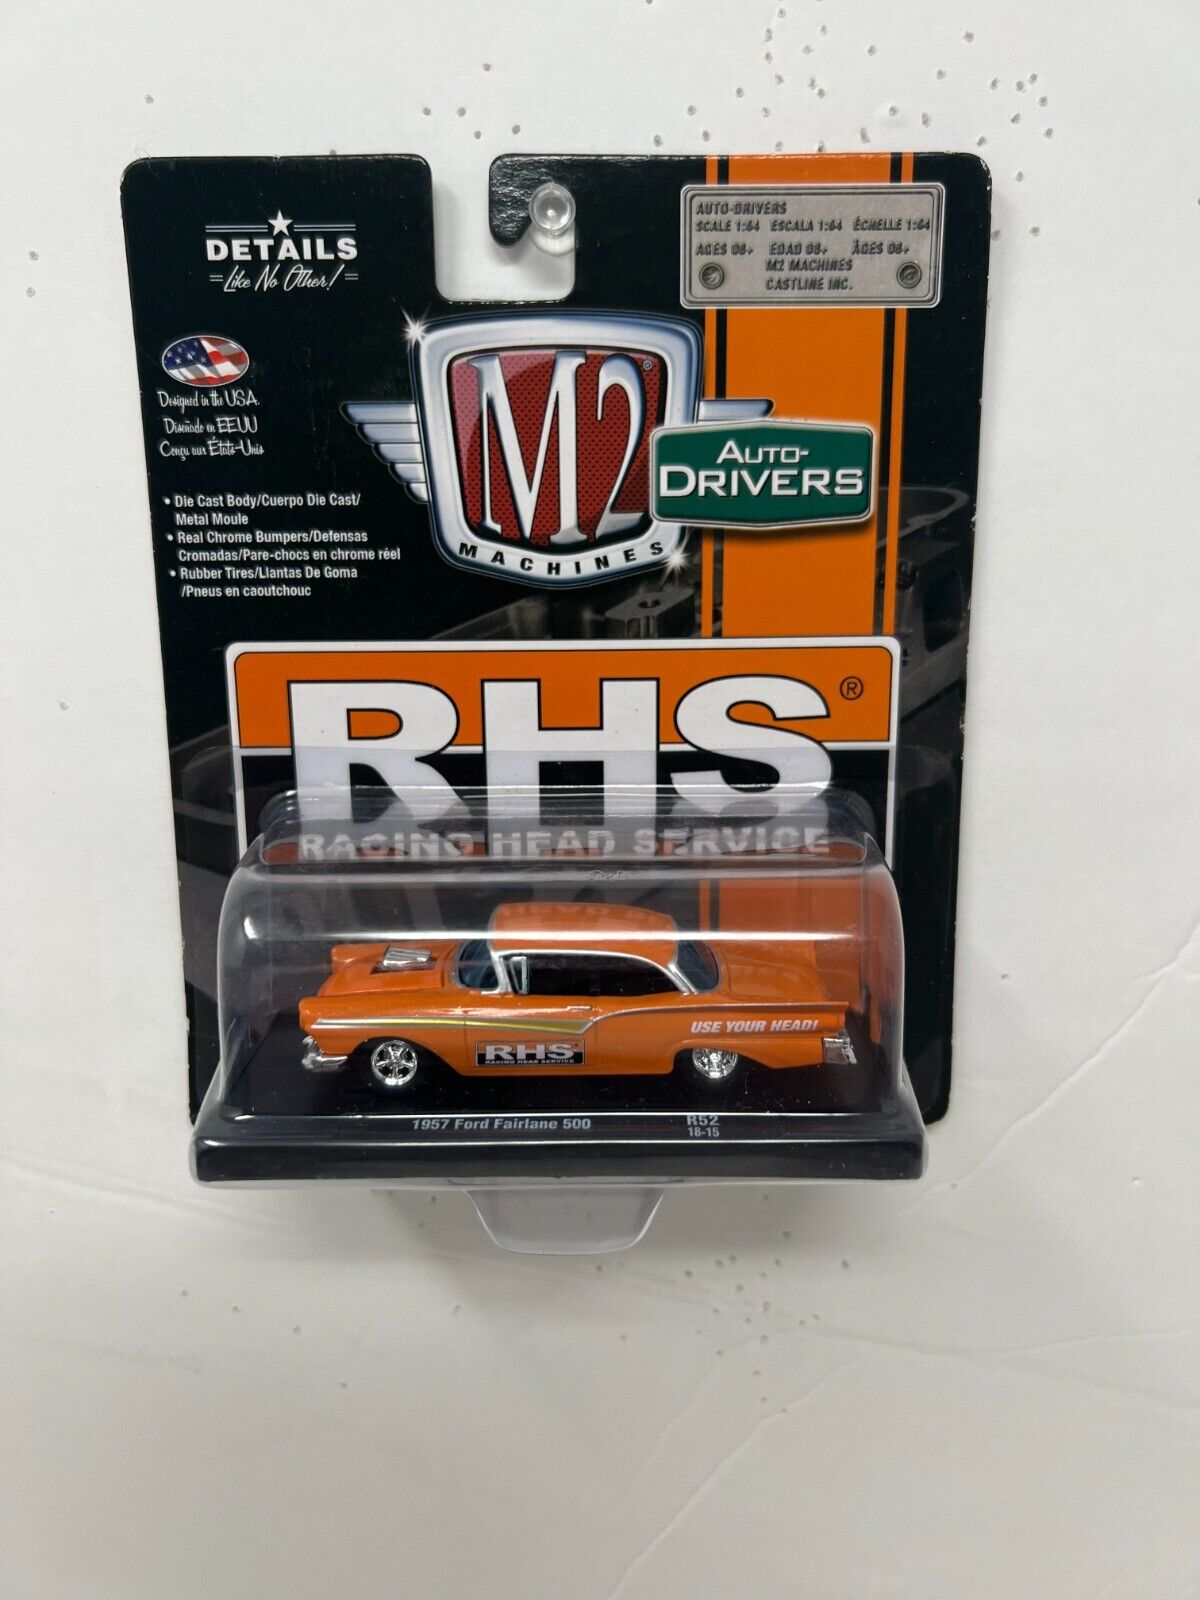 DETAILS
Like No Other!
AUTO-DRIVERS
SCALE 1:64 ESCALA 1:64 ÉCHELLE 1:64
AGES 08+ EDAD 08+ ÂGES 08+
M2 MACHINES
CASTLINE INC.
Designed in the USA.
Diseñado en EEUU
Conçu aux États-Unis
M2®
MACHINES
AUTO-
DRIVERS
• Die Cast Body/Cuerpo Die Cast/
Metal Moule
• Real Chrome Bumpers/Defensas
Cromadas/Pare-chocs en chrome réel
• Rubber Tires/Llantas De Goma
/Pneus en caoutchouc
RHS®
RACING HEAD SERVICE
USE YOUR HEAD!
RHS
RACING HEAD SERVICE
1957 Ford Fairlane 500 R52
18-15